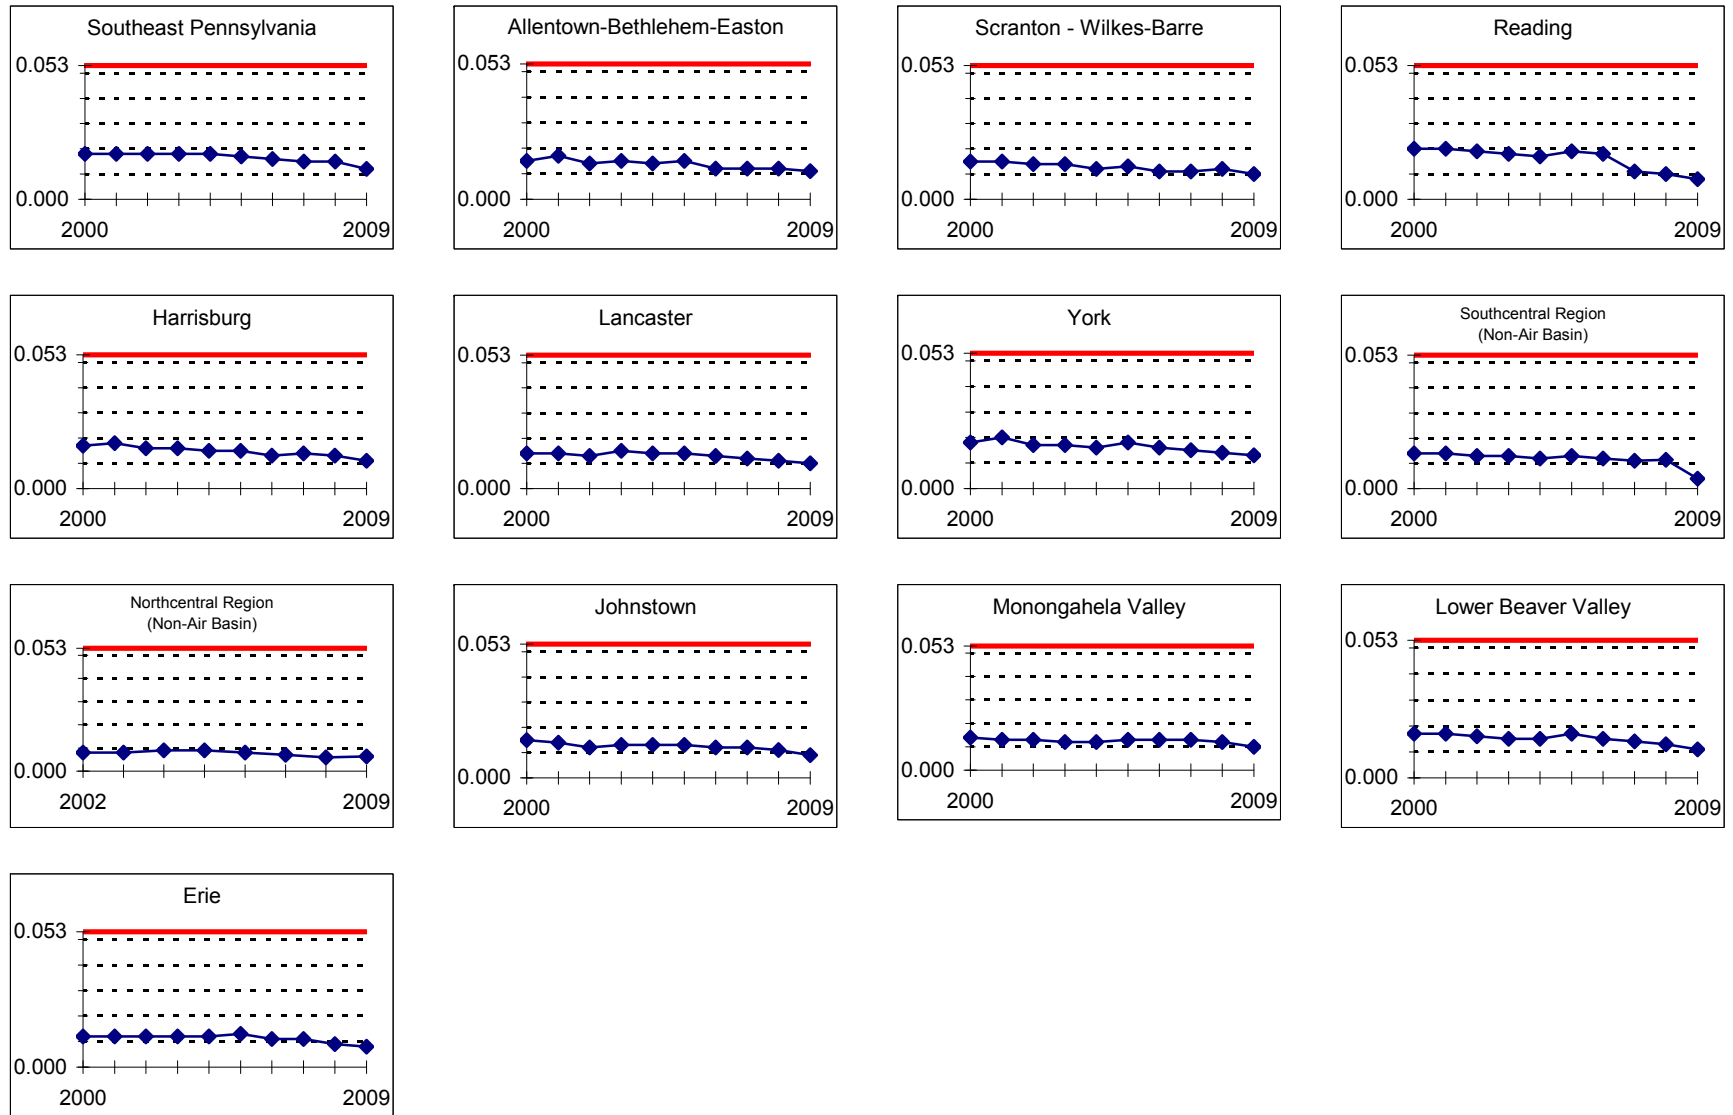 Southeast Pennsylvania
0.053
0.000
2000 2009
Allentown-Bethlehem-Easton
0.053
0.000
2000 2009
Scranton - Wilkes-Barre
0.053
0.000
2000 2009
Reading
0.053
0.000
2000 2009
Harrisburg
0.053
0.000
2000 2009
Lancaster
0.053
0.000
2000 2009
York
0.053
0.000
2000 2009
Southcentral Region
(Non-Air Basin)
0.053
0.000
2000 2009
Northcentral Region
(Non-Air Basin)
0.053
0.000
2002 2009
Johnstown
0.053
0.000
2000 2009
Monongahela Valley
0.053
0.000
2000 2009
Lower Beaver Valley
0.053
0.000
2000 2009
Erie
0.053
0.000
2000 2009